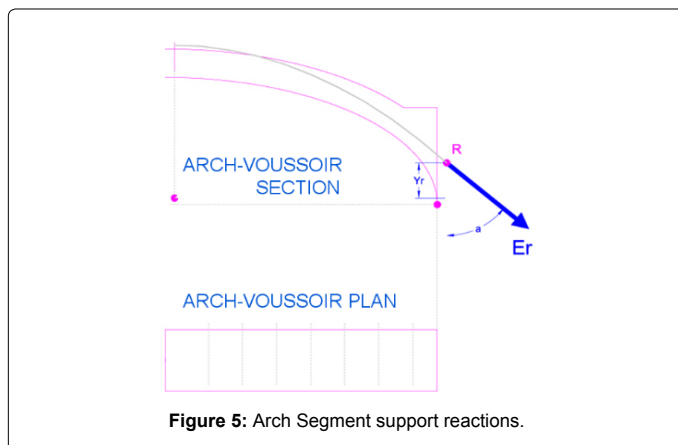 ARCH-VOUSSOIR
SECTION
R
Yr
a
Er
ARCH-VOUSSOIR PLAN
Figure 5: Arch Segment support reactions.